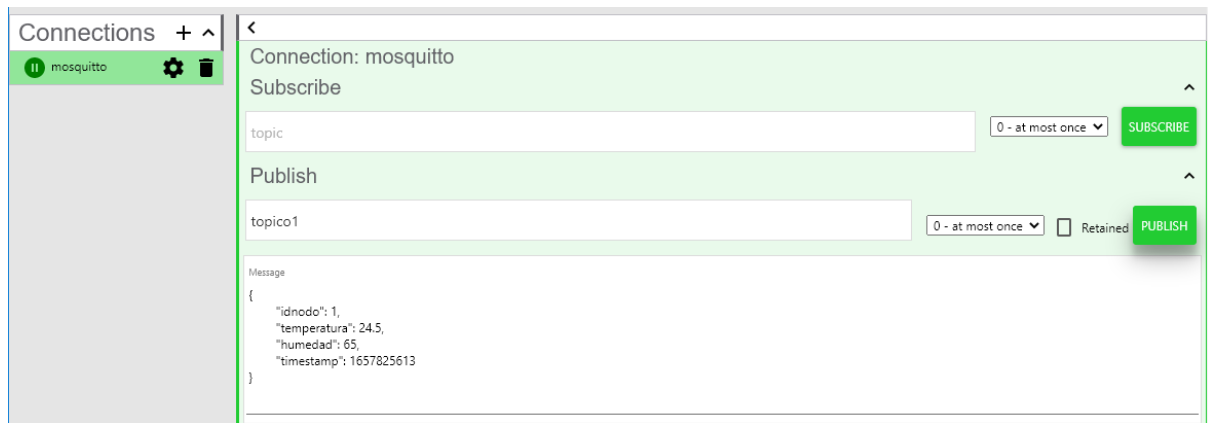 Connections
mosquitto
Connection: mosquitto
Subscribe
topic
0 - at most once
SUBSCRIBE
Publish
topico1
0 - at most once
Retained
PUBLISH
Message
{
"idnodo": 1,
"temperatura": 24.5,
"humedad": 65,
"timestamp": 1657825613
}